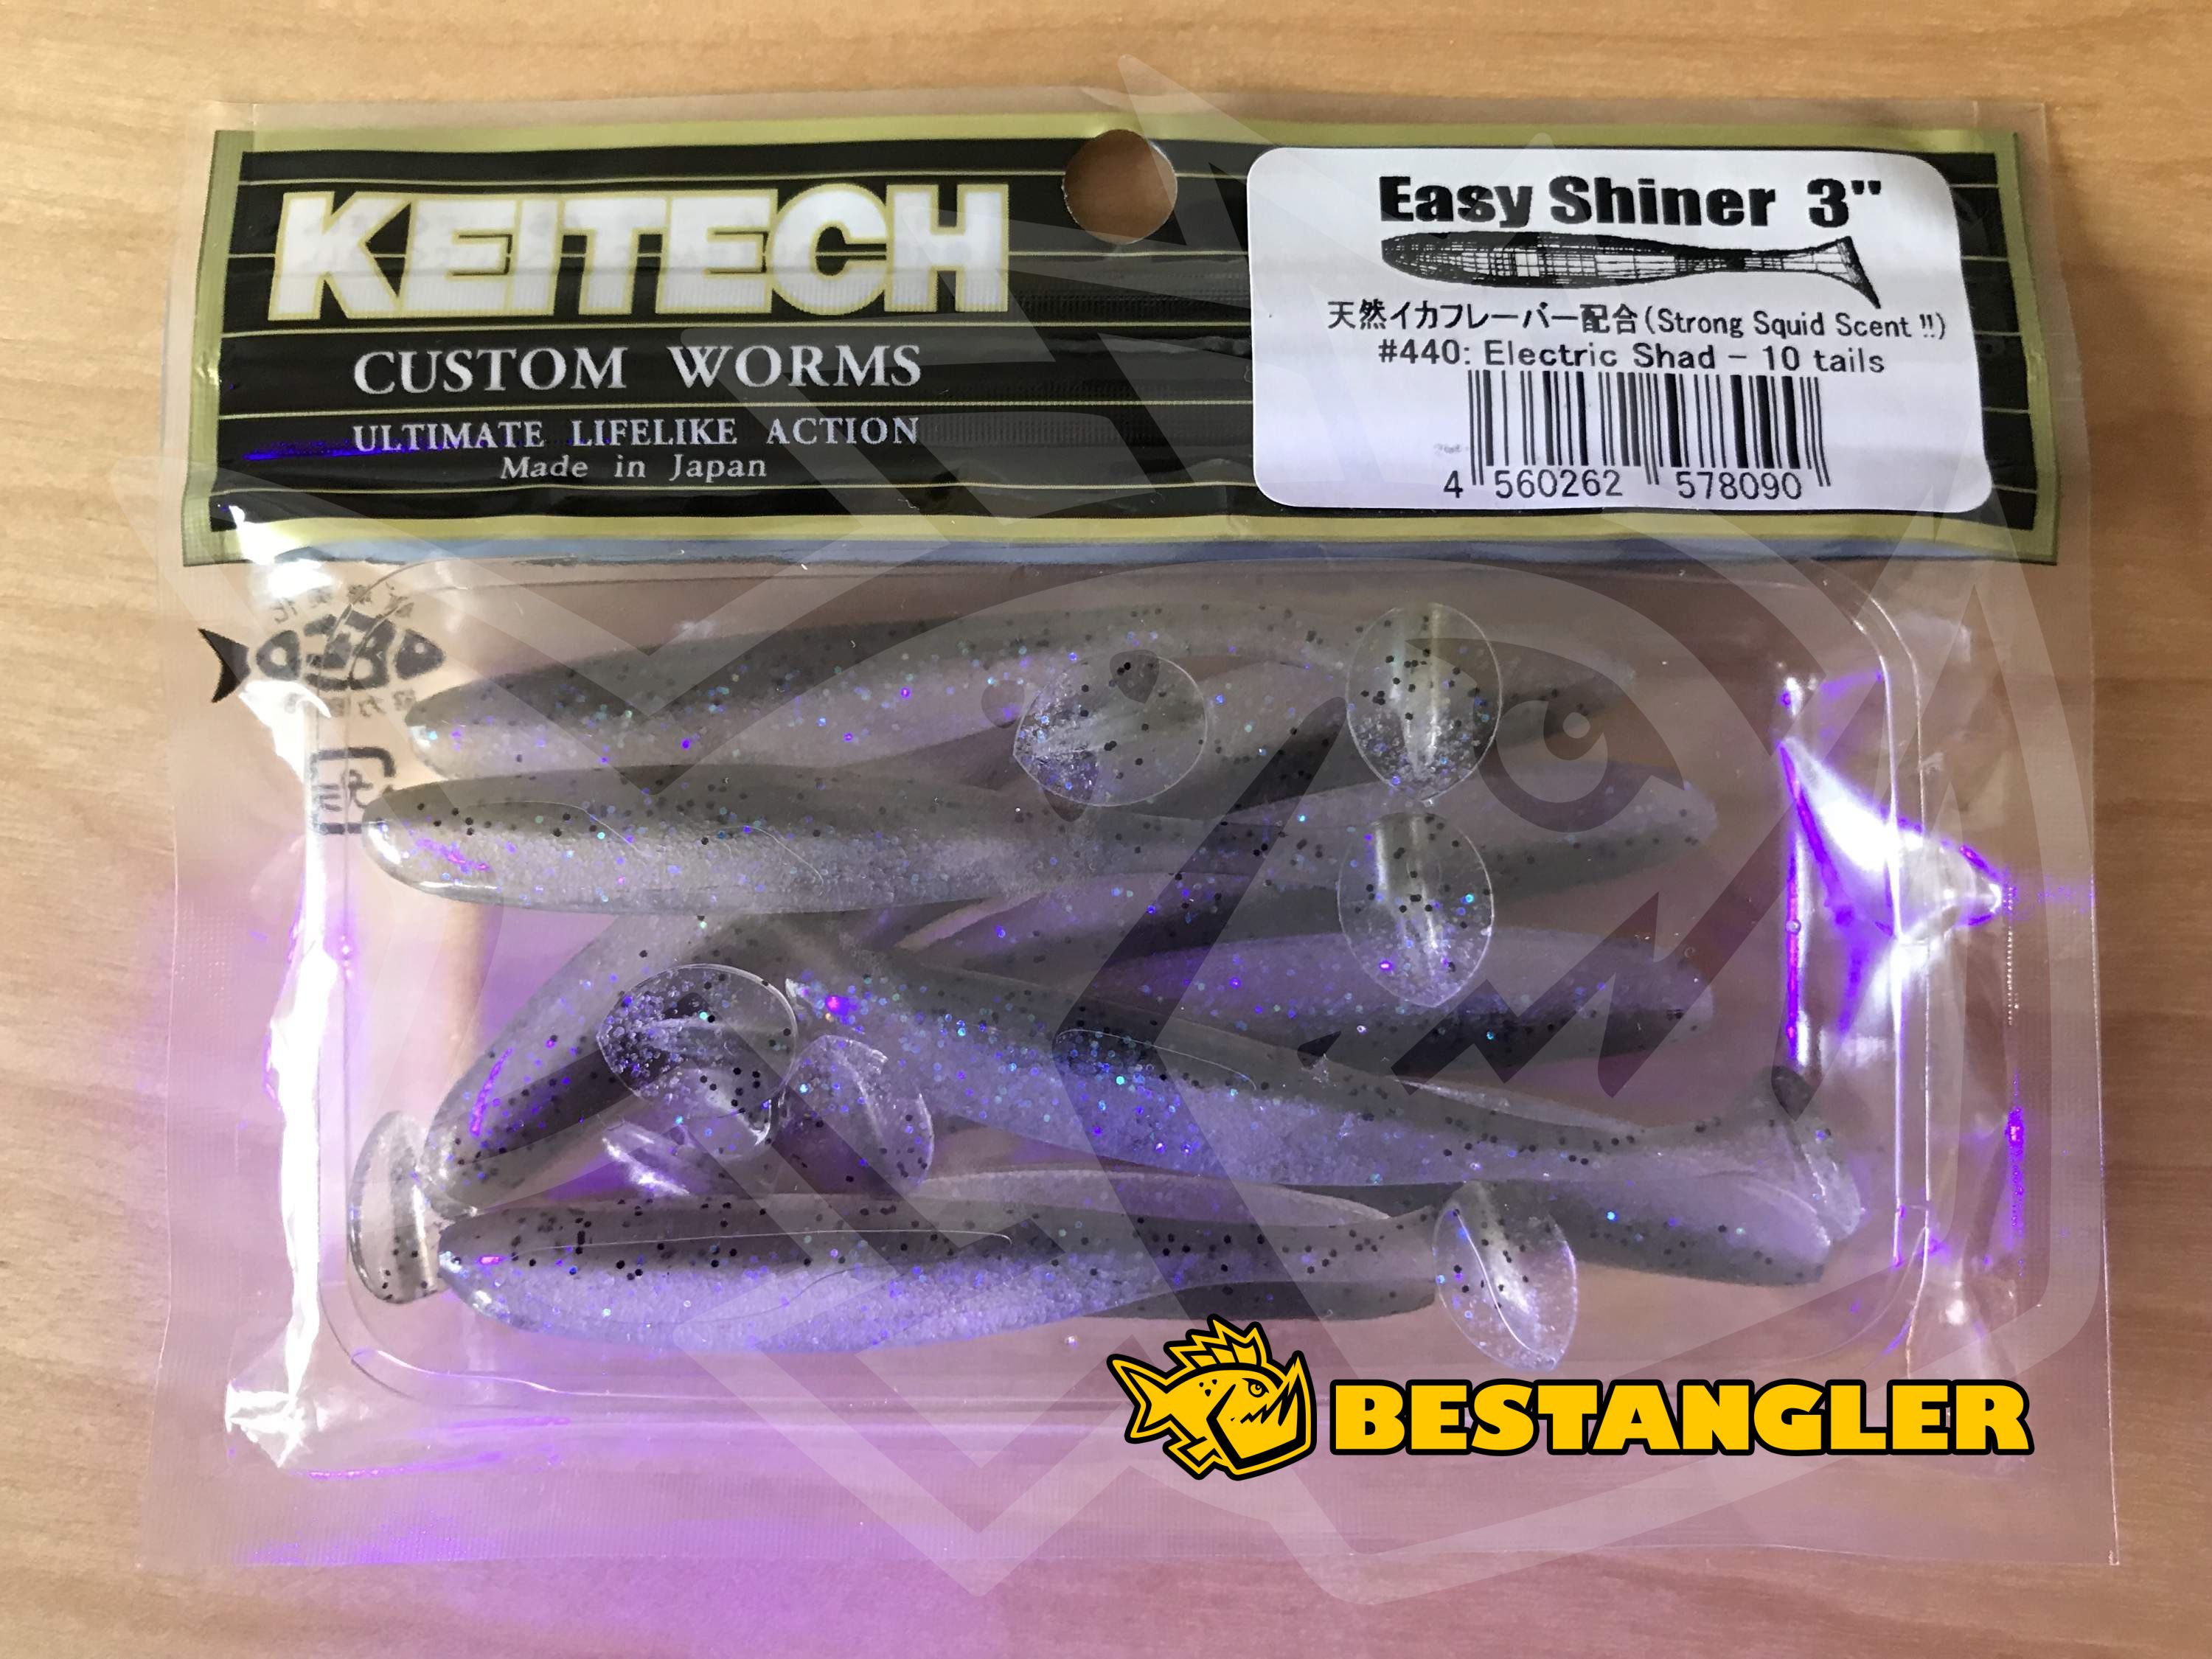 KEITECH
CUSTOM WORMS
ULTIMATE LIFELIKE ACTION
Made in Japan
Easy Shiner 3"
天然イカフレーバー配合(Strong Squid Scent !!)
#440: Electric Shad - 10 tails
4 560262 578090
BESTANGLER